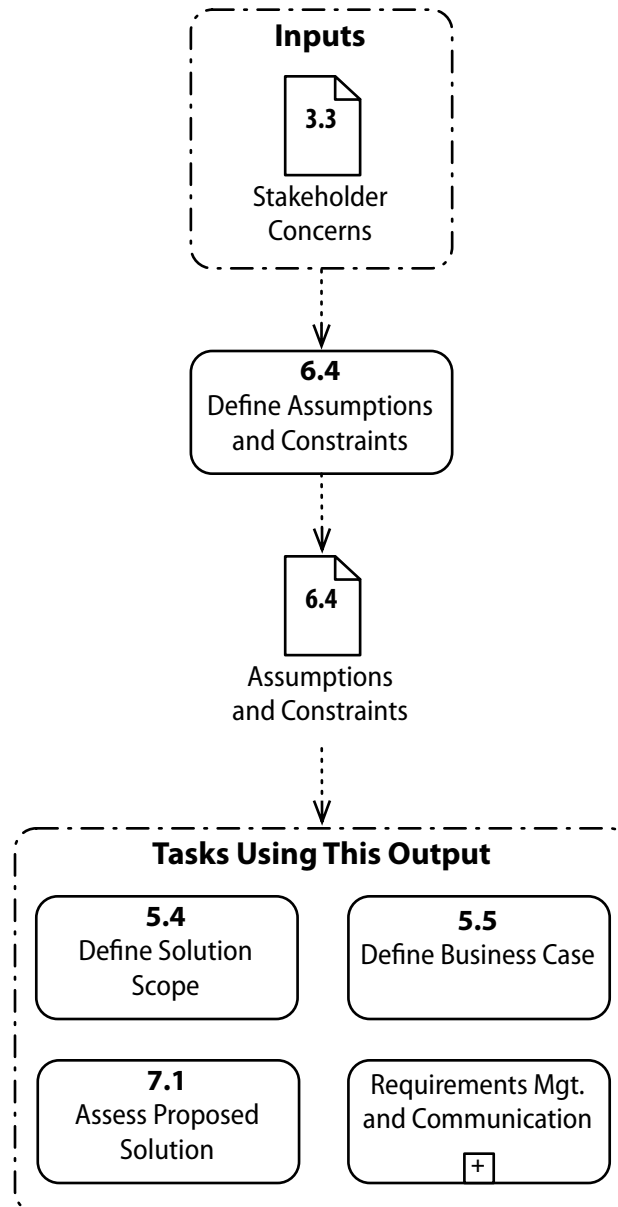 Inputs
3.3
Stakeholder
Concerns
6.4
Define Assumptions
and Constraints
6.4
Assumptions
and Constraints
Tasks Using This Output
5.4
Define Solution
Scope
5.5
Define Business Case
7.1
Assess Proposed
Solution
Requirements Mgt.
and Communication
+